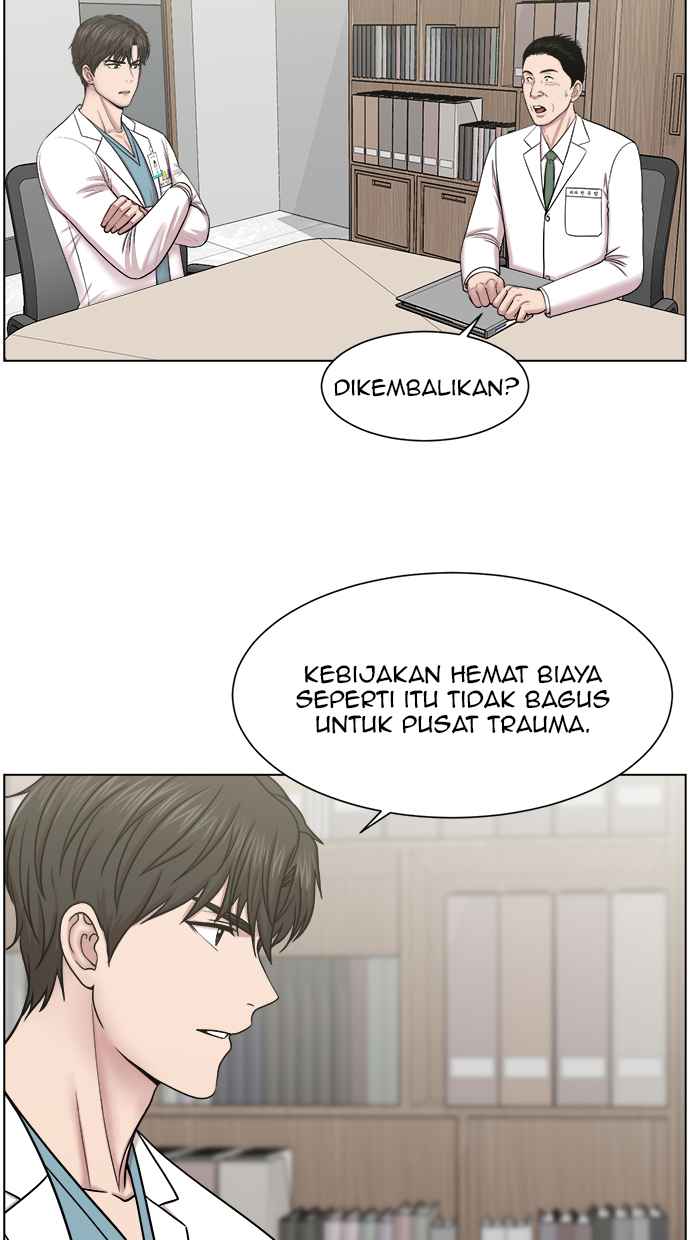 DIKEMBALIKAN?
KEBIJAKAN HEMAT BIAYA
SEPERTI ITU TIDAK BAGUS
UNTUK PUSAT TRAUMA.